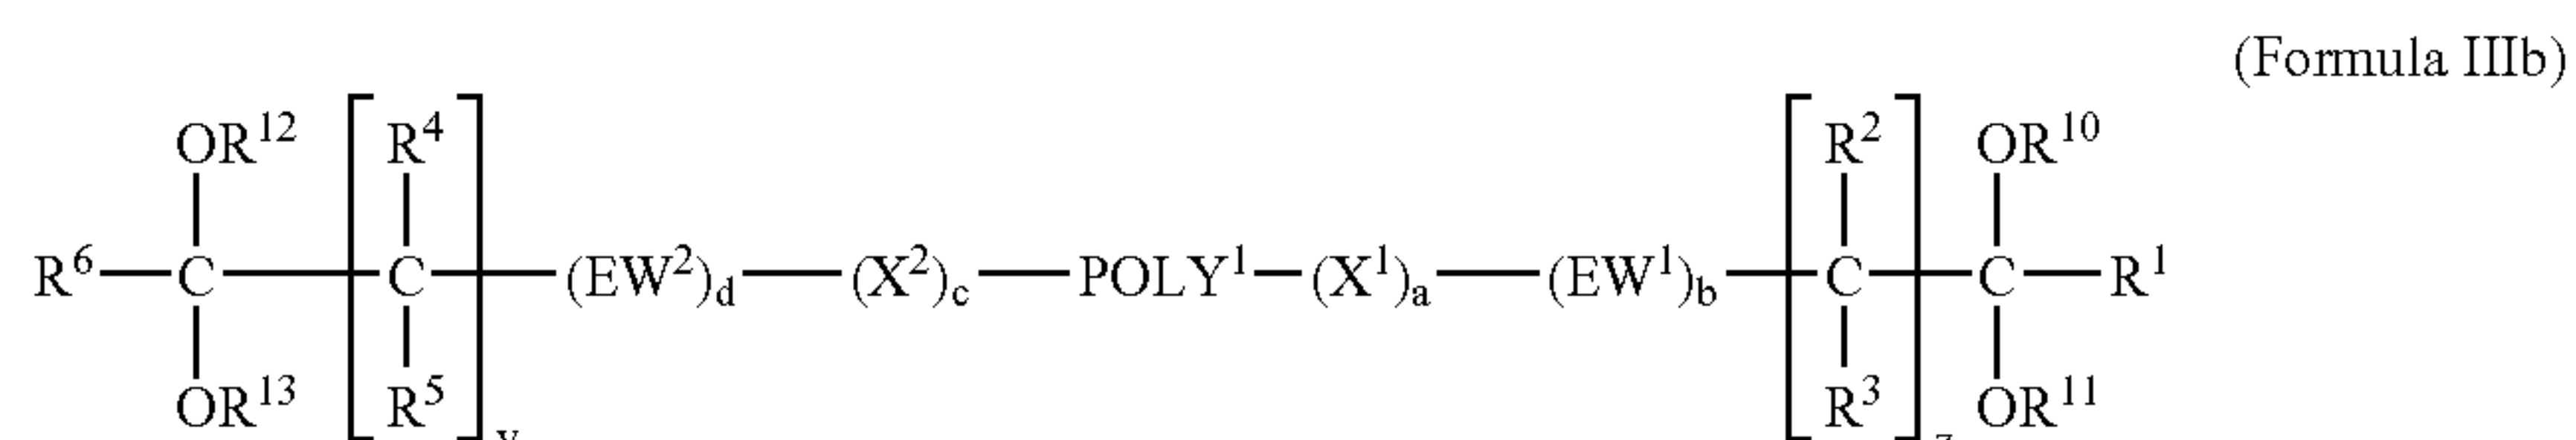 (Formula IIIb)
OR¹² R⁴ R² OR¹⁰
R⁶—C—[C]—(EW²)d—(X²)c—POLY¹—(X¹)a—(EW¹)b—[C]—C—R¹
OR¹³ R⁵ R³ OR¹¹